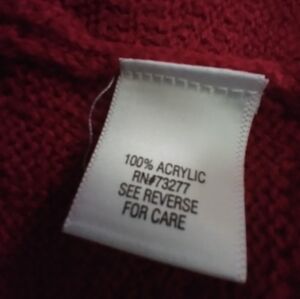 100% ACRYLIC
RN#73277
SEE REVERSE
FOR CARE